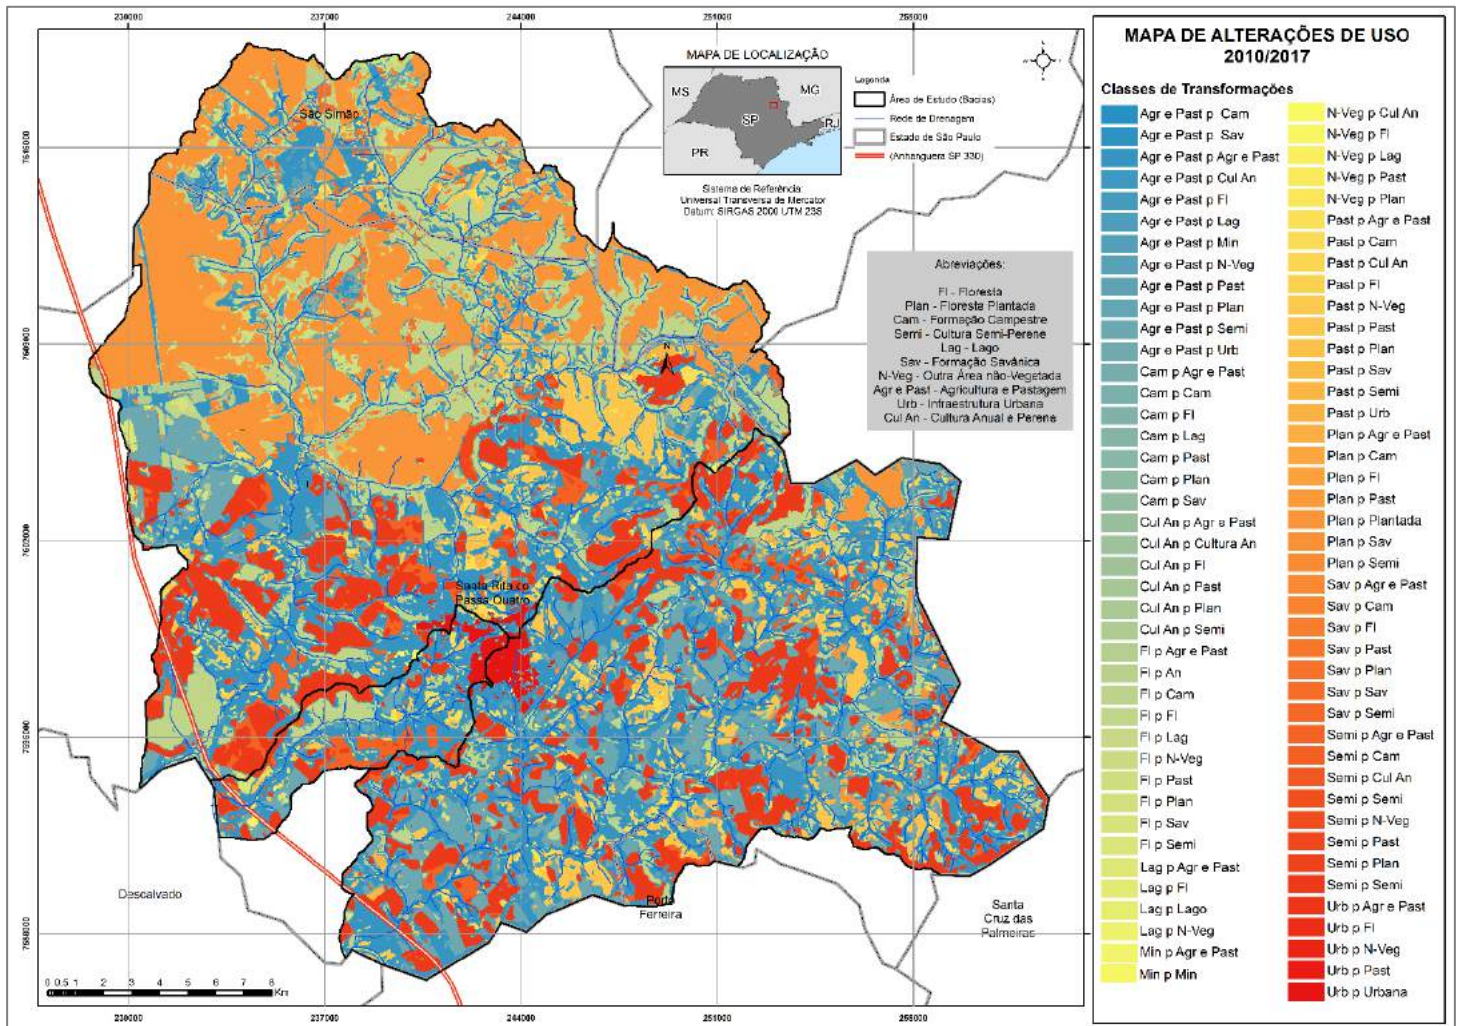 230000 237000 244000 251000 258000
MAPA DE ALTERAÇÕES DE USO
2010/2017
Classes de Transformações
Agr e Past p Cam
Agr e Past p Sav
Agr e Past p Agr e Past
Agr e Past p Cul An
Agr e Past p Fl
Agr e Past p Lag
Agr e Past p Min
Agr e Past p N-Veg
Agr e Past p Past
Agr e Past p Plan
Agr e Past p Semi
Agr e Past p Urb
Cam p Agr e Past
Cam p Cam
Cam p Fl
Cam p Lag
Cam p Past
Cam p Plan
Cam p Sav
Cul An p Agr e Past
Cul An p Cultura An
Cul An p Fl
Cul An p Past
Cul An p Plan
Cul An p Semi
Fl p Agr e Past
Fl p An
Fl p Cam
Fl p Fl
Fl p Lag
Fl p N-Veg
Fl p Past
Fl p Plan
Fl p Sav
Fl p Semi
Lag p Agr e Past
Lag p Fl
Lag p Lago
Lag p N-Veg
Min p Agr e Past
Min p Min
N-Veg p Cul An
N-Veg p Fl
N-Veg p Lag
N-Veg p Past
N-Veg p Plan
Past p Agr e Past
Past p Cam
Past p Cul An
Past p Fl
Past p N-Veg
Past p Past
Past p Plan
Past p Sav
Past p Semi
Past p Urb
Plan p Agr e Past
Plan p Cam
Plan p Fl
Plan p Past
Plan p Plantada
Plan p Sav
Plan p Semi
Sav p Agr e Past
Sav p Cam
Sav p Fl
Sav p Past
Sav p Plan
Sav p Sav
Sav p Semi
Semi p Agr e Past
Semi p Cam
Semi p Cul An
Semi p Semi
Semi p N-Veg
Semi p Past
Semi p Plan
Semi p Semi
Urb p Agr e Past
Urb p Fl
Urb p N-Veg
Urb p Past
Urb p Urbana
MAPA DE LOCALIZAÇÃO
MS
MG
SP
RJ
PR
Sistema de Referência
Universal Transversa de Mercator
Datum: SIRGAS 2000 UTM 23S
Legenda
Área de Estudo (Bacias)
Rede de Drenagem
Estado de São Paulo
(Anhanguera SP 330)
Abreviações:
Fl - Floresta
Plan - Floreste Plantada
Cam - Formação Campestre
Semi - Cultura Semi-Perene
Lag - Lago
Sav - Formação Savânica
N-Veg - Outra Área não-Vegetada
Agr e Past - Agricultura e Pastagem
Urb - Infraestrutura Urbana
Cul An - Cultura Anual e Perene
São Simão
N
Santa Rita do
Passa Quatro
Descalvado
Porto
Ferreira
Santa
Cruz das
Palmeiras
0 0.5 1 2 3 4 5 6
Km
230000 237000 244000 251000 258000